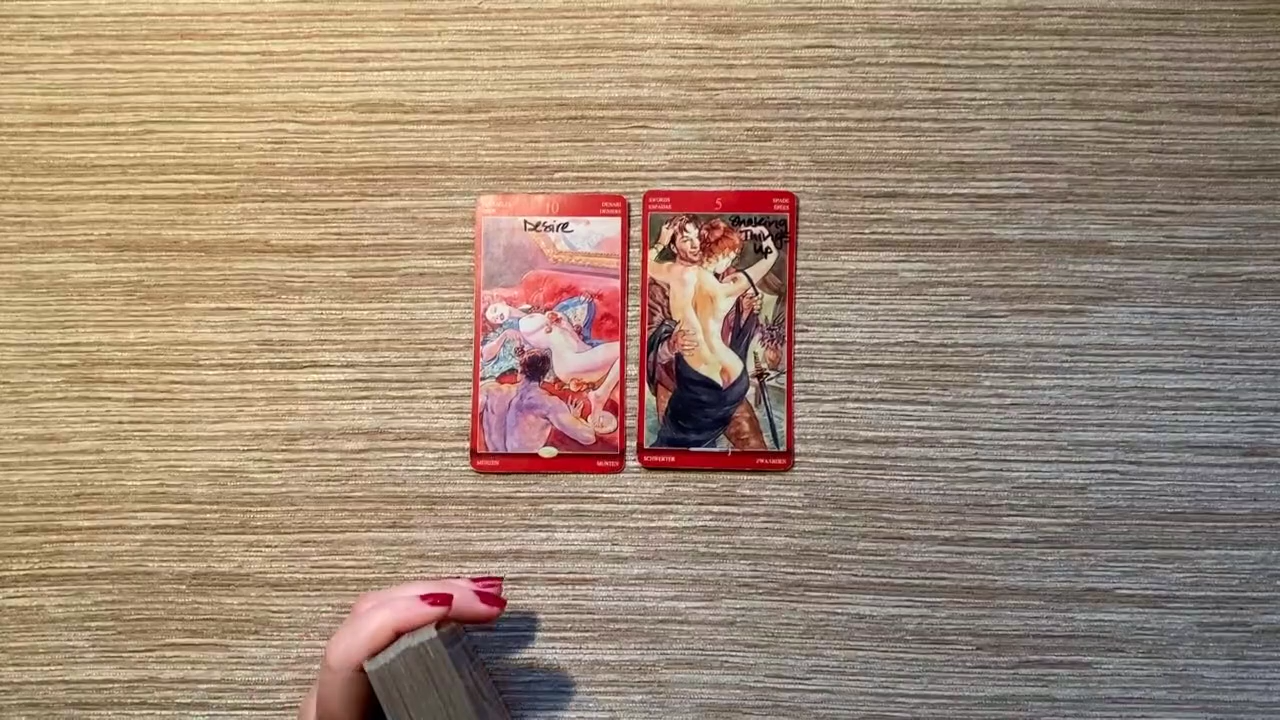 10
DENARI
DENIERS
Desire
MÜNZEN
MUNTEN
SWORDS
ESPADAS
5
SPADE
ÉPÉES
Shaking
Things
Up
SCHWERTER
ZWAARDEN